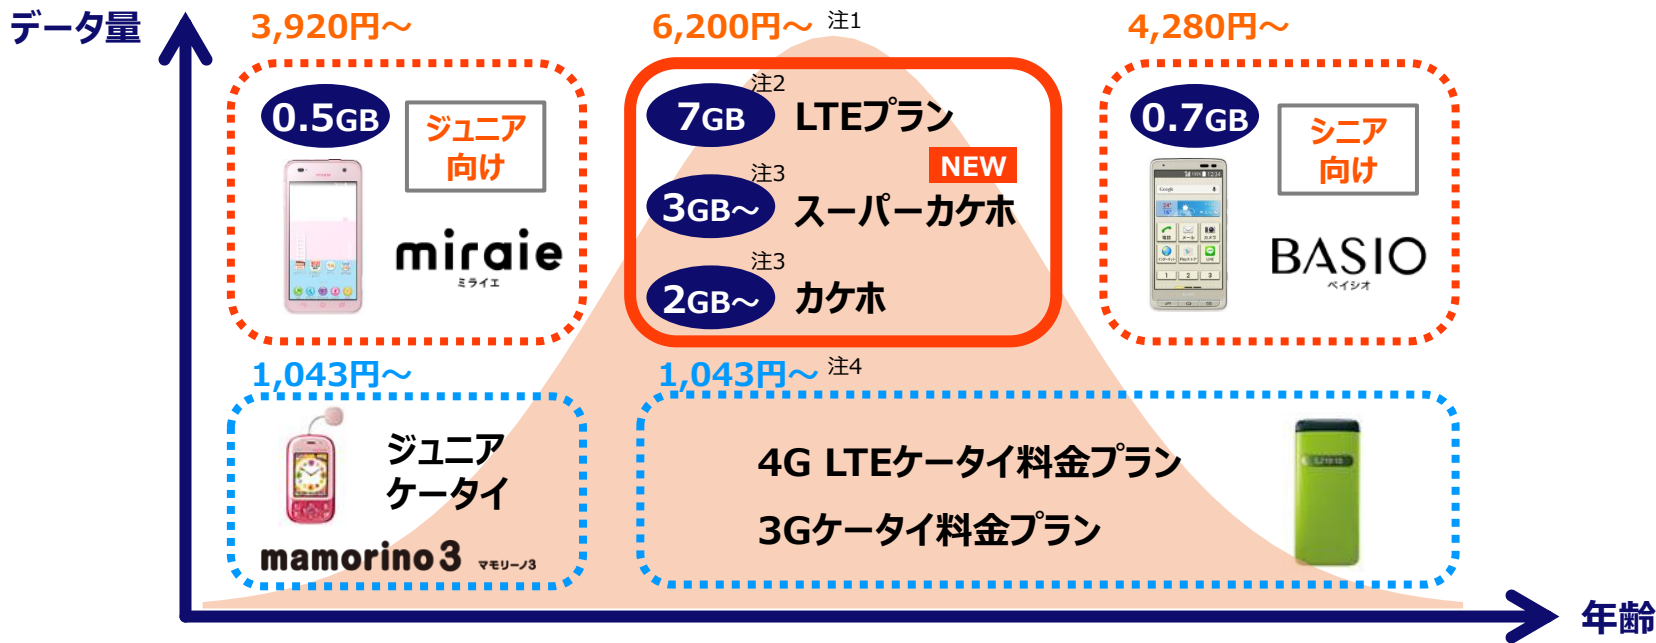 データ量
3,920円～
6,200円～ 注1
4,280円～
0.5GB
ジュニア
向け
miraie
ミライエ
注2
7GB LTEプラン
NEW
注3
3GB～ スーパーカケホ
注3
2GB～ カケホ
0.7GB
シニア
向け
BASIO
ベイシオ
1,043円～
1,043円～ 注4
ジュニア
ケータイ
mamorino3 マモリーノ3
4G LTEケータイ料金プラン
3Gケータイ料金プラン
年齢